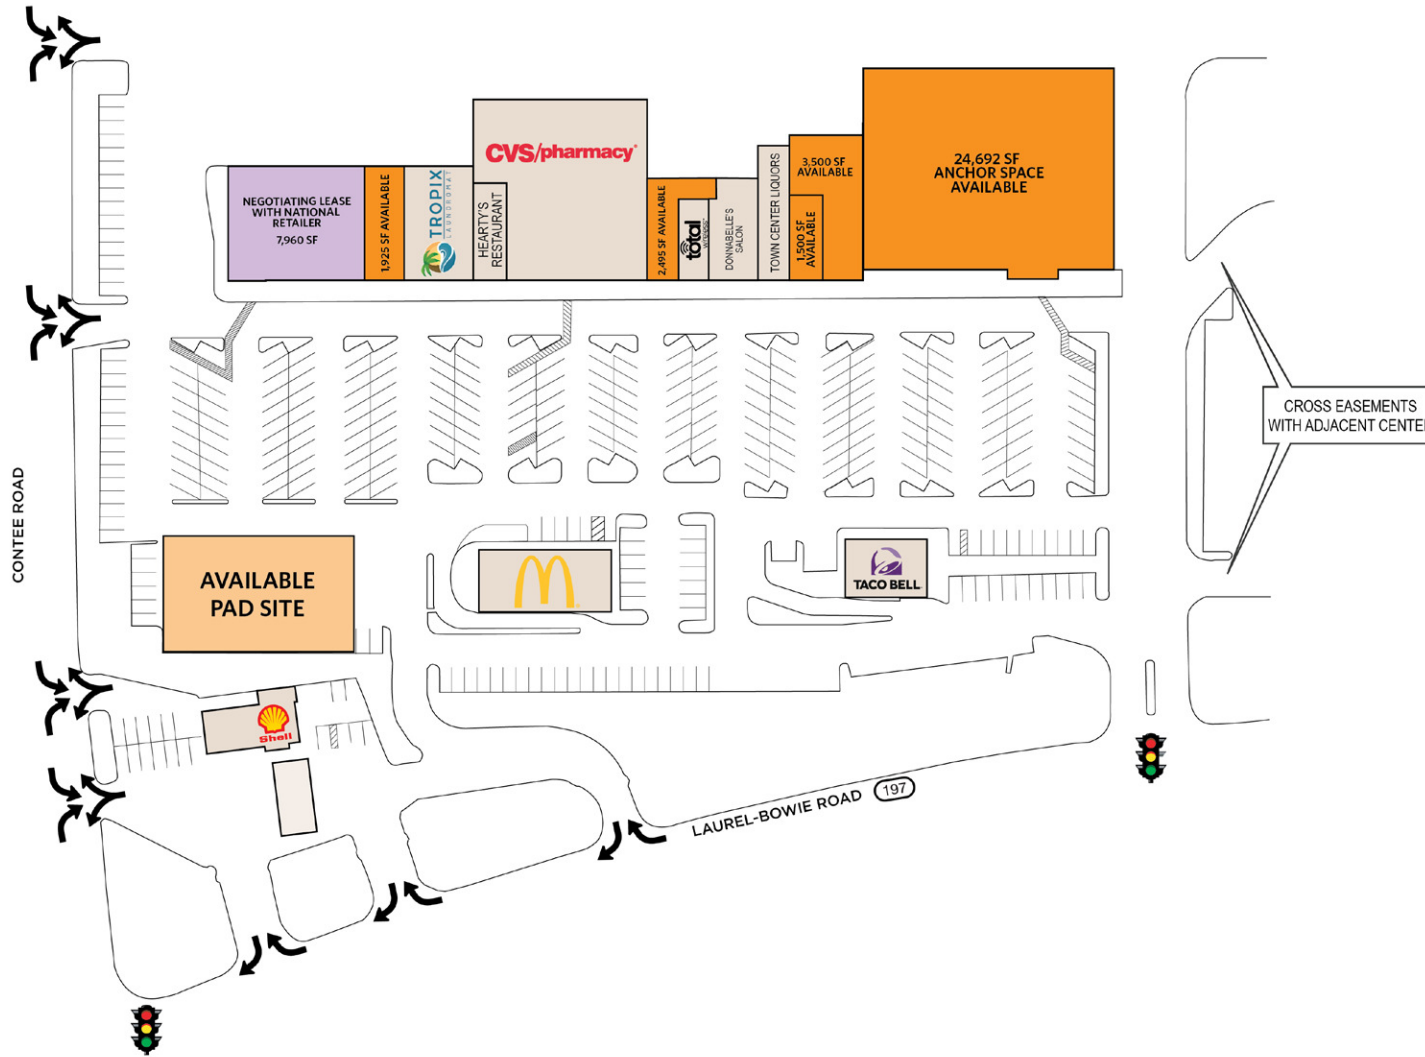 CVS/pharmacy
NEGOTIATING LEASE
WITH NATIONAL
RETAILER
7,960 SF
1,925 SF AVAILABLE
TROPIX
LAUNDROMAT
HEARTY'S
RESTAURANT
2,495 SF AVAILABLE
total
WIRELESS
DONNABELLE'S
SALON
TOWN CENTER LIQUORS
3,500 SF
AVAILABLE
1,500 SF
AVAILABLE
24,692 SF
ANCHOR SPACE
AVAILABLE
CROSS EASEMENTS
WITH ADJACENT CENTE
CONTEE ROAD
AVAILABLE
PAD SITE
TACO BELL
Shell
LAUREL-BOWIE ROAD 197